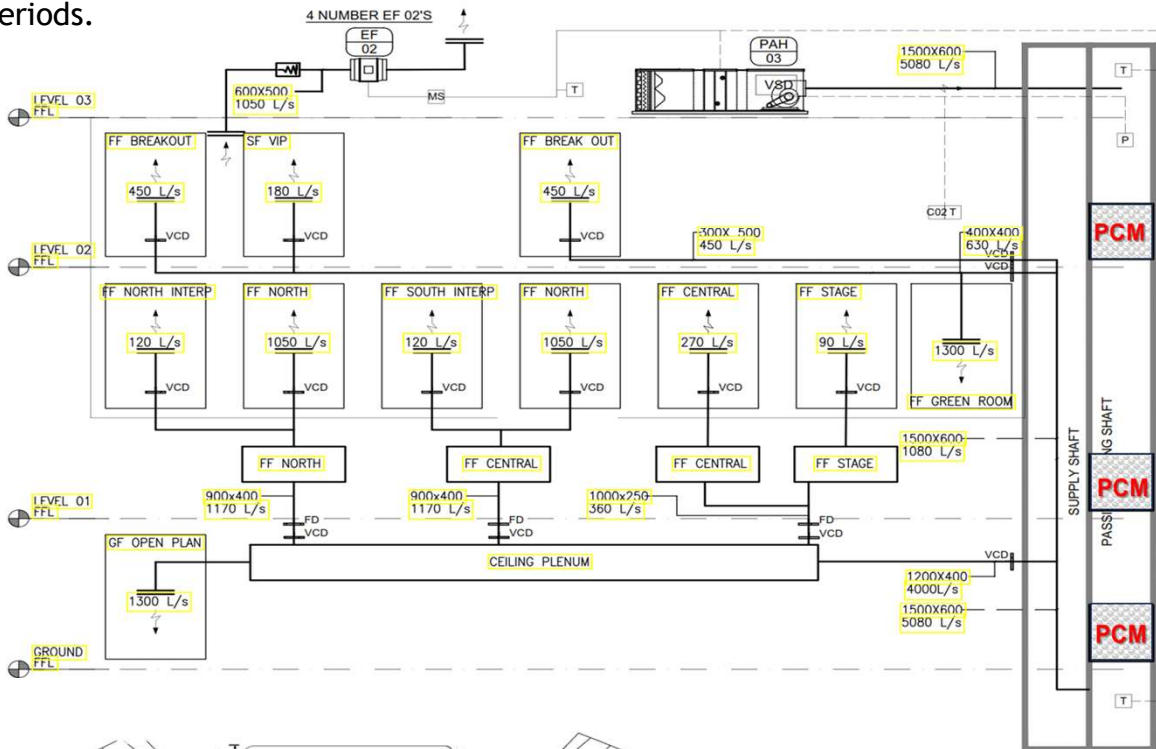 eriods.
4 NUMBER EF 02'S
EF
02
PAH
03
VSD
1500X600
5080 L/s
T
600X500
1050 L/s
MS
T
LEVEL 03
FFL
P
FF BREAKOUT
SF VIP
FF BREAK OUT
450 L/s
180 L/s
450 L/s
C02 T
VCD
VCD
VCD
300X 500
450 L/s
400X400
630 L/s
PCM
LEVEL 02
FFL
VCD
VCD
FF NORTH INTERP
FF NORTH
FF SOUTH INTERP
FF NORTH
FF CENTRAL
FF STAGE
120 L/s
1050 L/s
120 L/s
1050 L/s
270 L/s
90 L/s
1300 L/s
VCD
VCD
VCD
VCD
VCD
VCD
FF GREEN ROOM
1500X600
1080 L/s
SUPPLY SHAFT
PASSI NG SHAFT
FF NORTH
FF CENTRAL
FF CENTRAL
FF STAGE
PCM
900x400
1170 L/s
900x400
1170 L/s
1000x250
360 L/s
LEVEL 01
FFL
FD
VCD
FD
VCD
FD
VCD
GF OPEN PLAN
CEILING PLENUM
VCD
1200X400
4000L/s
1300 L/s
1500X600
5080 L/s
PCM
GROUND
FFL
T
T